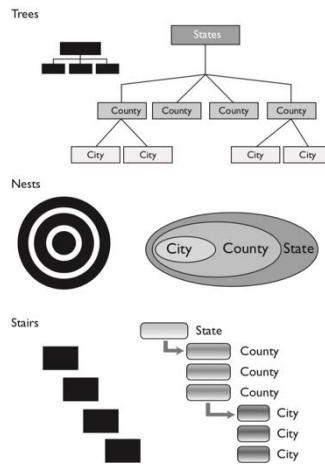 Trees
States
County County County County
City City City City
Nests
City County State
Stairs
State
County
County
County
City
City
City